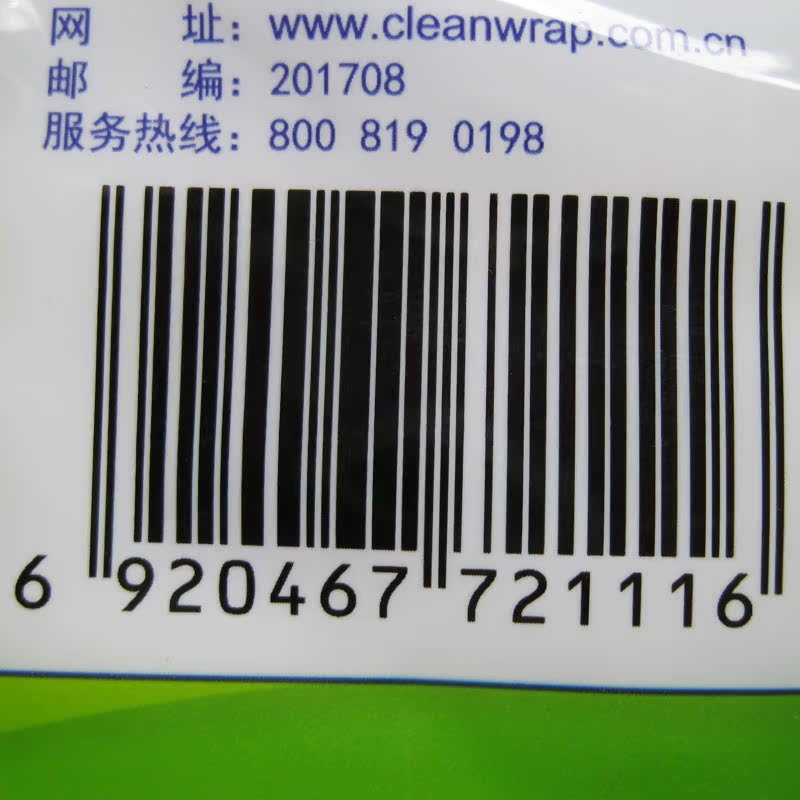 网 址：www.cleanwrap.com.cn
邮 编：201708
服务热线：800 819 0198
6 920467 721116